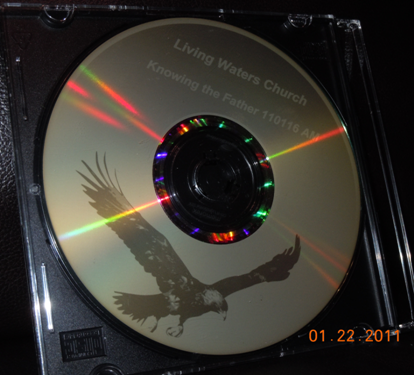 Living Waters Church
Knowing the Father 110116 AM
01.22.2011